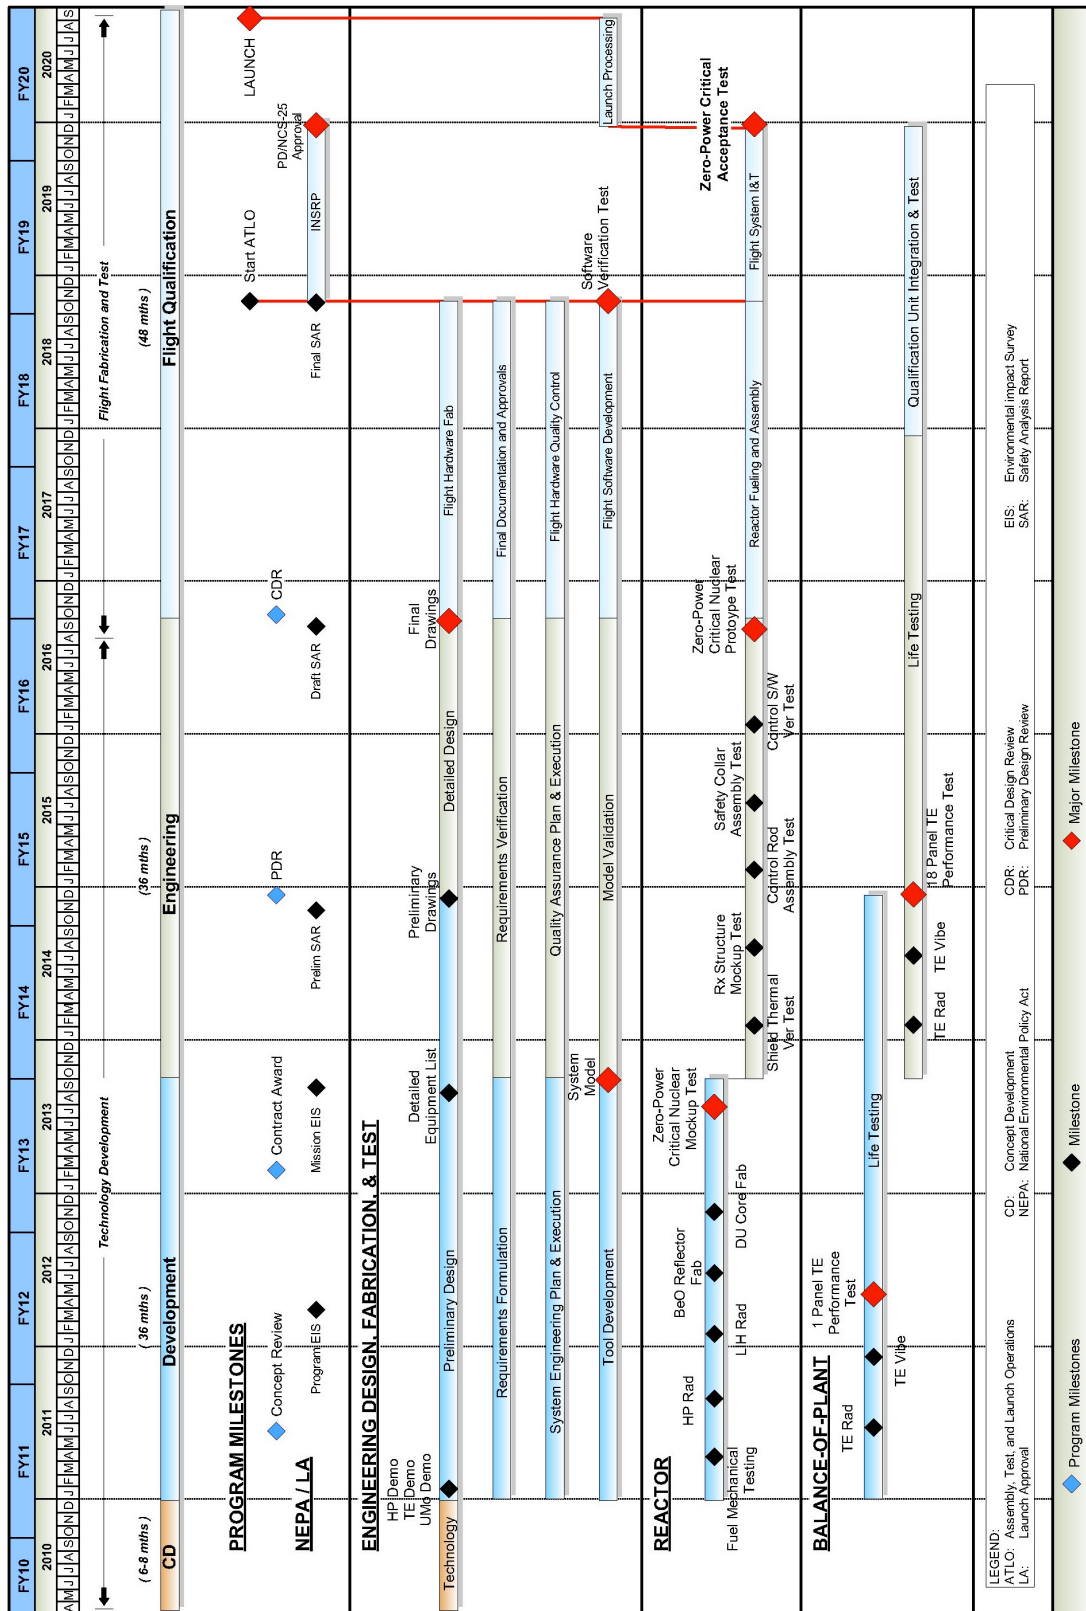 FY10 FY11 FY12 FY13 FY14 FY15 FY16 FY17 FY18 FY19 FY20
2010 2011 2012 2013 2014 2015 2016 2017 2018 2019 2020
A M J J A S O N D J F M A M J J A S O N D J F M A M J J A S O N D J F M A M J J A S O N D J F M A M J J A S O N D J F M A M J J A S O N D J F M A M J J A S O N D J F M A M J J A S O N D J F M A M J J A S O N D J F M A M J J A S O N D J F M A M J J A S
Technology Development
Flight Fabrication and Test
( 6-8 mths )
( 36 mths )
(36 mths )
(48 mths )
CD
Development
Engineering
Flight Qualification
PROGRAM MILESTONES
Start ATLO
LAUNCH
Concept Review
Contract Award
PDR
CDR
NEPA / LA
PD/NCS-25
Approval
ProgramEIS
Mission EIS
Prelim SAR
Draft SAR
Final SAR
INSRP
ENGINEERING DESIGN, FABRICATION, & TEST
HP Demo
TE Demo
UMo Demo
Detailed
Equipment List
Preliminary
Drawings
Final
Drawings
Technology
Preliminary Design
Detailed Design
Flight Hardware Fab
Requirements Formulation
Requirements Verification
Final Documentation and Approvals
System Engineering Plan & Execution
Quality Assurance Plan & Execution
Flight Hardware Quality Control
System
Model
Software
Verification Test
Tool Development
Model Validation
Flight Software Development
Launch Processing
REACTOR
HP Rad
BeO Reflector
Fab
Zero-Power
Critical Nuclear
Mockup Test
Fuel Mechanical
Testing
LH Rad
DU Core Fab
Rx Structure
Mockup Test
Safety Collar
Assembly Test
Zero-Power
Critical Nuclear
Protoype Test
Zero-Power Critical
Acceptance Test
Reactor Fueling and Assembly
Flight System I&T
Shield Thermal
Ver Test
Control Rod
Assembly Test
Control S/W
Ver Test
BALANCE-OF-PLANT
1 Panel TE
Performance
Test
TE Rad
TE Vibe
Life Testing
Life Testing
Qualification Unit Integration & Test
TE Rad
TE Vibe
18 Panel TE
Performance Test
LEGEND:
ATLO: Assembly, Test, and Launch Operations
LA: Launch Approval
CD: Concept Development
NEPA: National Environmental Policy Act
CDR: Critical Design Review
PDR: Preliminary Design Review
EIS: Environmental impact Survey
SAR: Safety Analysis Report
Program Milestones
Milestone
Major Milestone